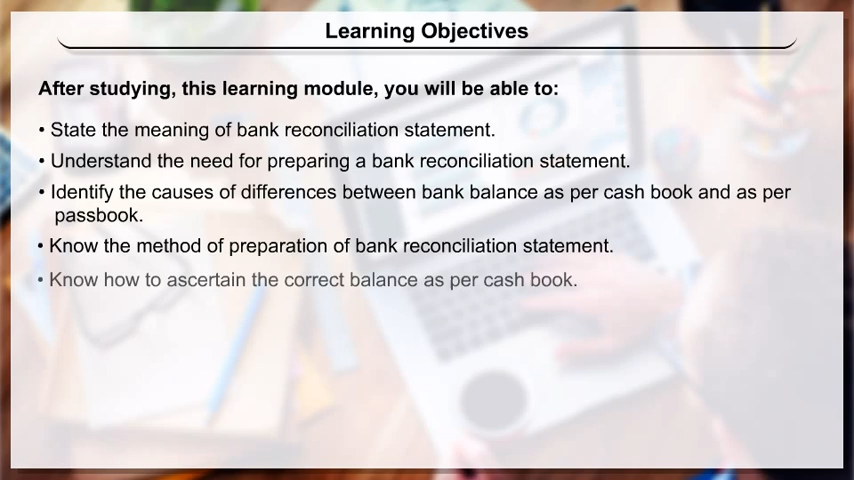 Learning Objectives
After studying, this learning module, you will be able to:
• State the meaning of bank reconciliation statement.
• Understand the need for preparing a bank reconciliation statement.
• Identify the causes of differences between bank balance as per cash book and as per
passbook.
• Know the method of preparation of bank reconciliation statement.
• Know how to ascertain the correct balance as per cash book.